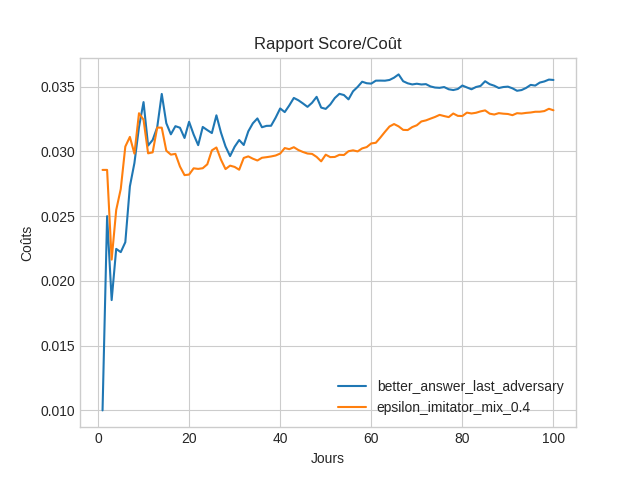 Rapport Score/Coût
0.035
0.030
0.025
0.020
0.015
0.010
Coûts
better_answer_last_adversary
epsilon_imitator_mix_0.4
0 20 40 60 80 100
Jours